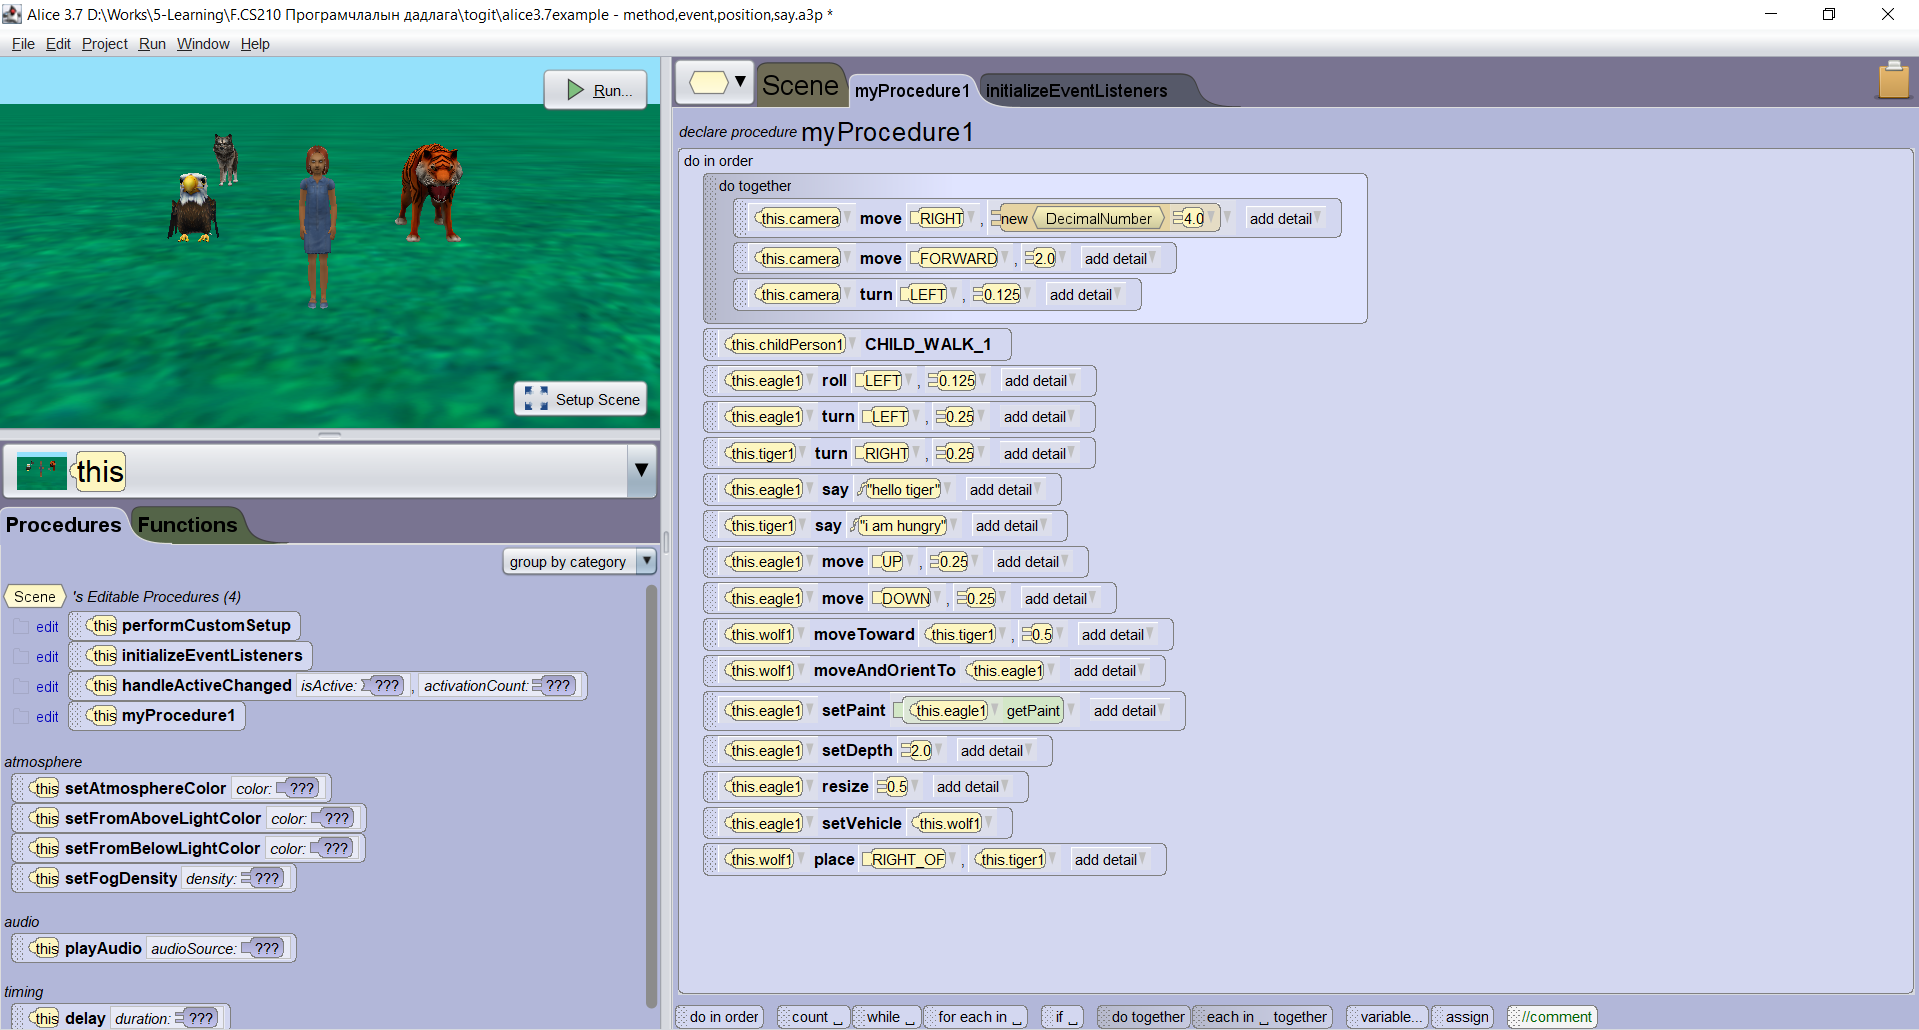 Alice 3.7 D:\Works\5-Learning\F.CS210 Програмчлалын дадлага\togit\alice3.7example - method,event,position,say.a3p *
File Edit Project Run Window Help
Run...
Setup Scene
this
Procedures Functions
group by category
Scene 's Editable Procedures (4)
edit this performCustomSetup
edit this initializeEventListeners
edit this handleActiveChanged isActive: ??? , activationCount: ???
edit this myProcedure1
atmosphere
this setAtmosphereColor color: ???
this setFromAboveLightColor color: ???
this setFromBelowLightColor color: ???
this setFogDensity density: ???
audio
this playAudio audioSource: ???
timing
this delay duration: ???
Scene myProcedure1 initializeEventListeners
declare procedure myProcedure1
do in order
do together
this.camera move RIGHT , new DecimalNumber 4.0 add detail
this.camera move FORWARD , 2.0 add detail
this.camera turn LEFT , 0.125 add detail
this.childPerson1 CHILD_WALK_1
this.eagle1 roll LEFT , 0.125 add detail
this.eagle1 turn LEFT , 0.25 add detail
this.tiger1 turn RIGHT , 0.25 add detail
this.eagle1 say "hello tiger" add detail
this.tiger1 say "i am hungry" add detail
this.eagle1 move UP , 0.25 add detail
this.eagle1 move DOWN , 0.25 add detail
this.wolf1 moveToward this.tiger1 , 0.5 add detail
this.wolf1 moveAndOrientTo this.eagle1 add detail
this.eagle1 setPaint this.eagle1 getPaint add detail
this.eagle1 setDepth 2.0 add detail
this.eagle1 resize 0.5 add detail
this.eagle1 setVehicle this.wolf1
this.wolf1 place RIGHT_OF , this.tiger1 add detail
do in order count _ while _ for each in _ if _ do together each in _ together variable... assign //comment